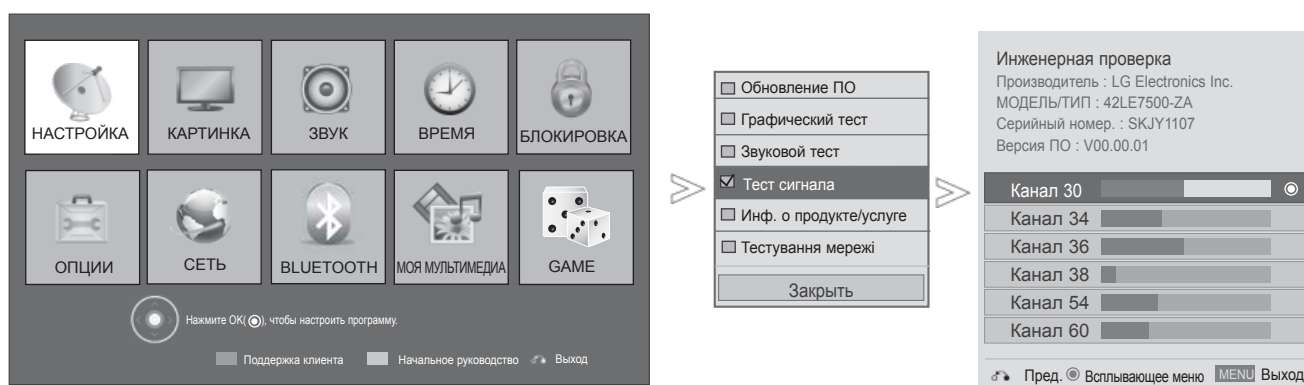 НАСТРОЙКА
КАРТИНКА
ЗВУК
ВРЕМЯ
БЛОКИРОВКА
ОПЦИИ
СЕТЬ
BLUETOOTH
МОЯ МУЛЬТИМЕДИА
GAME
Нажмите OK(◉), чтобы настроить программу.
Поддержка клиента Начальное руководство Выход
Обновление ПО
Графический тест
Звуковой тест
Тест сигнала
Инф. о продукте/услуге
Тестування мережі
Закрыть
Инженерная проверка
Производитель : LG Electronics Inc.
МОДЕЛЬ/ТИП : 42LE7500-ZA
Серийный номер. : SKJY1107
Версия ПО : V00.00.01
Канал 30
Канал 34
Канал 36
Канал 38
Канал 54
Канал 60
Пред. ◉ Всплывающее меню MENU Выход